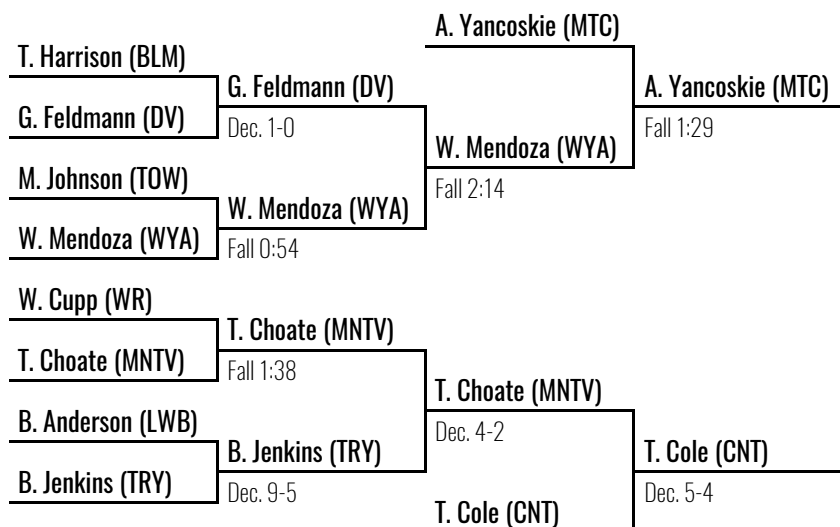 T. Harrison (BLM)
G. Feldmann (DV)
M. Johnson (TOW)
W. Mendoza (WYA)
W. Cupp (WR)
T. Choate (MNTV)
B. Anderson (LWB)
B. Jenkins (TRY)
G. Feldmann (DV)
Dec. 1-0
W. Mendoza (WYA)
Fall 0:54
T. Choate (MNTV)
Fall 1:38
B. Jenkins (TRY)
Dec. 9-5
A. Yancoskie (MTC)
W. Mendoza (WYA)
Fall 2:14
T. Choate (MNTV)
Dec. 4-2
T. Cole (CNT)
A. Yancoskie (MTC)
Fall 1:29
T. Cole (CNT)
Dec. 5-4